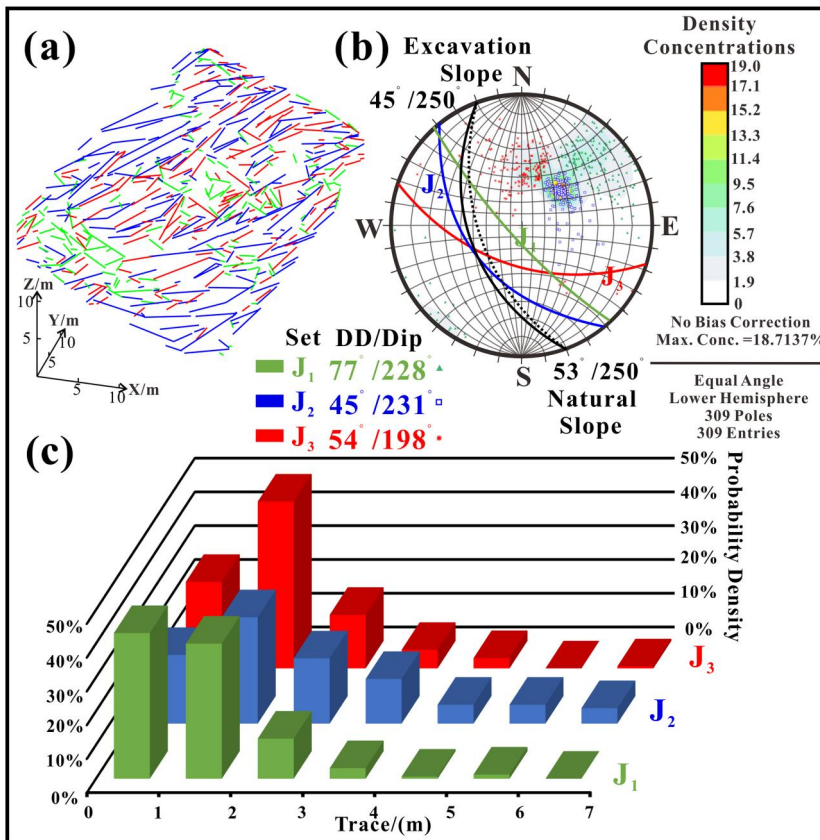 (a)
Z/m
10
5
Y/m
10
5
5
10
X/m
(b)
Excavation
Slope
45°/250°
N
W
E
S
J₂
J₁
J₃
53°/250°
Natural
Slope
Density
Concentrations
19.0
17.1
15.2
13.3
11.4
9.5
7.6
5.7
3.8
1.9
0
No Bias Correction
Max. Conc. =18.7137%
Equal Angle
Lower Hemisphere
309 Poles
309 Entries
Set DD/Dip
J₁ 77°/228°
J₂ 45°/231°
J₃ 54°/198°
(c)
50%
40%
30%
20%
10%
0%
Probability Density
50%
40%
30%
20%
10%
0%
J₃
J₂
J₁
0 1 2 3 4 5 6 7
Trace/(m)